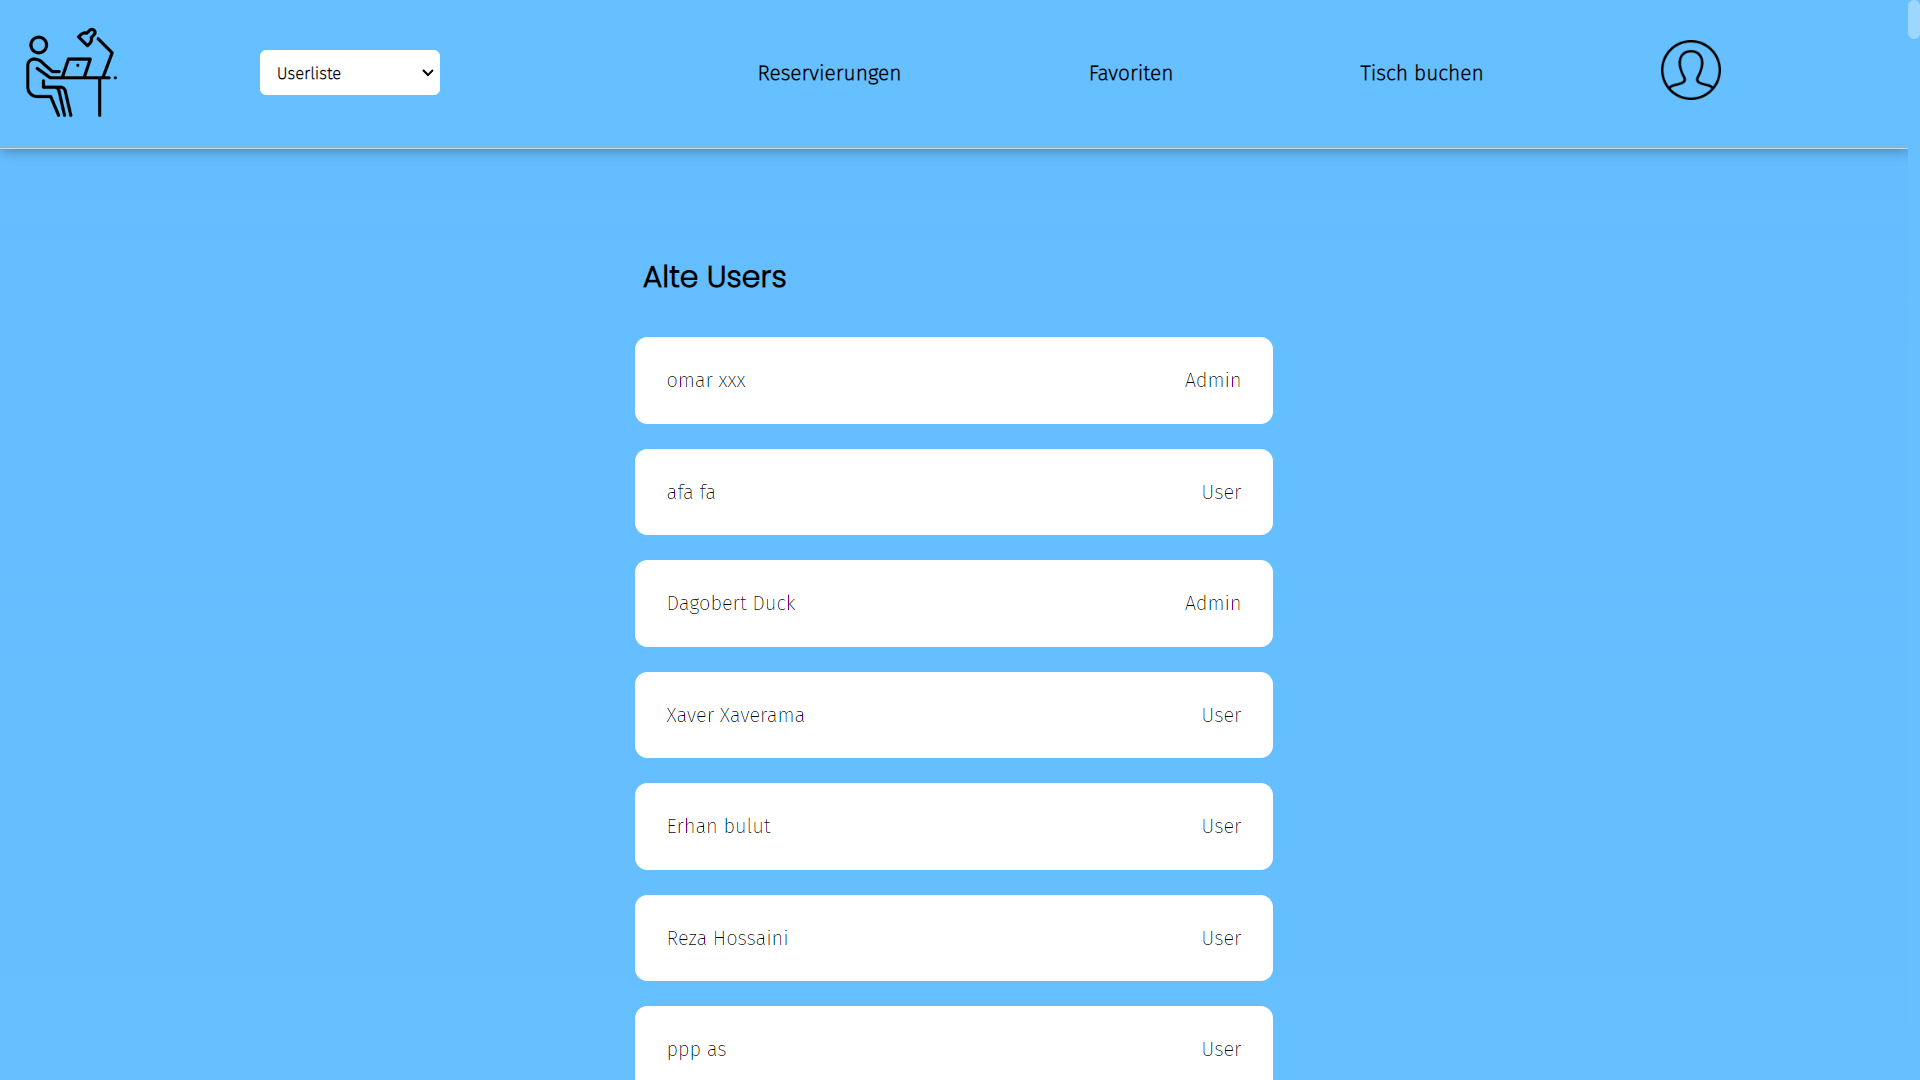 Userliste
Reservierungen
Favoriten
Tisch buchen
Alte Users
omar xxx Admin
afa fa User
Dagobert Duck Admin
Xaver Xaverama User
Erhan bulut User
Reza Hossaini User
ppp as User